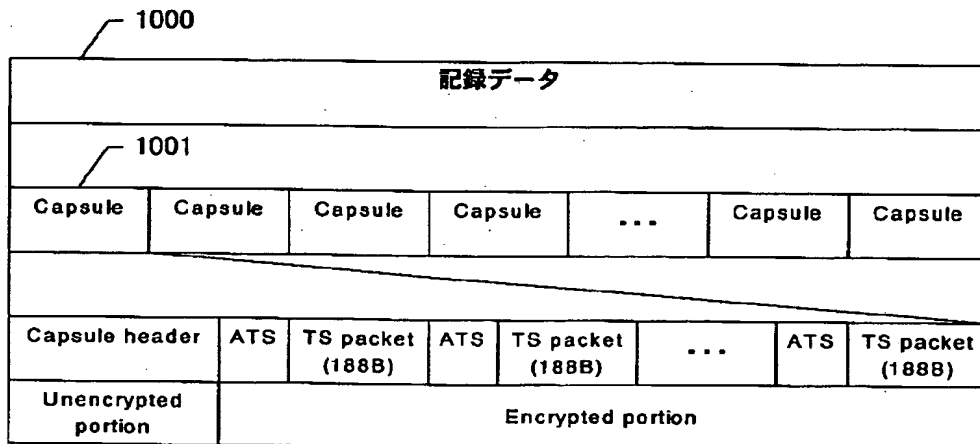 1000
記録データ
1001
Capsule Capsule Capsule Capsule ... Capsule Capsule
Capsule header ATS TS packet (188B) ATS TS packet (188B) ... ATS TS packet (188B)
Unencrypted portion Encrypted portion